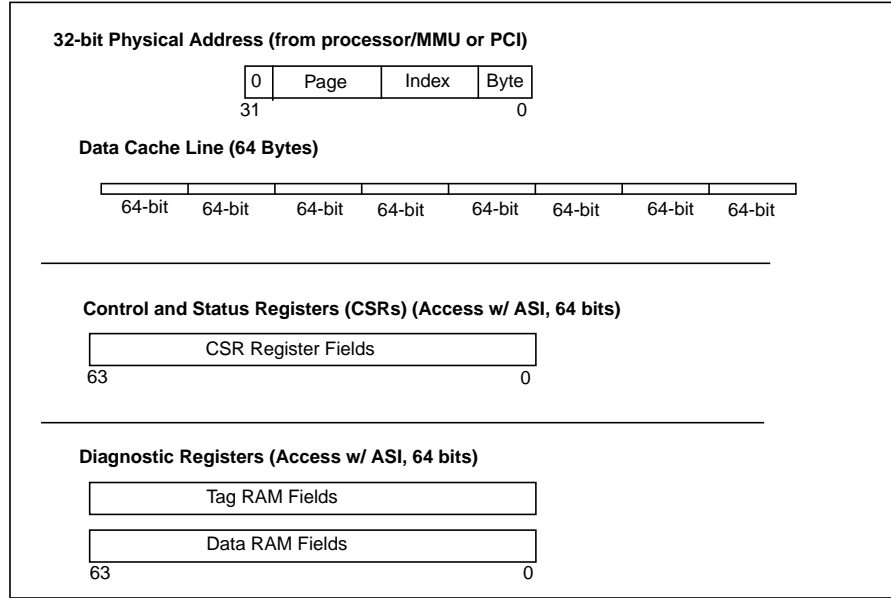 32-bit Physical Address (from processor/MMU or PCI)
0 Page Index Byte
31 0
Data Cache Line (64 Bytes)
64-bit 64-bit 64-bit 64-bit 64-bit 64-bit 64-bit 64-bit
Control and Status Registers (CSRs) (Access w/ ASI, 64 bits)
CSR Register Fields
63 0
Diagnostic Registers (Access w/ ASI, 64 bits)
Tag RAM Fields
Data RAM Fields
63 0